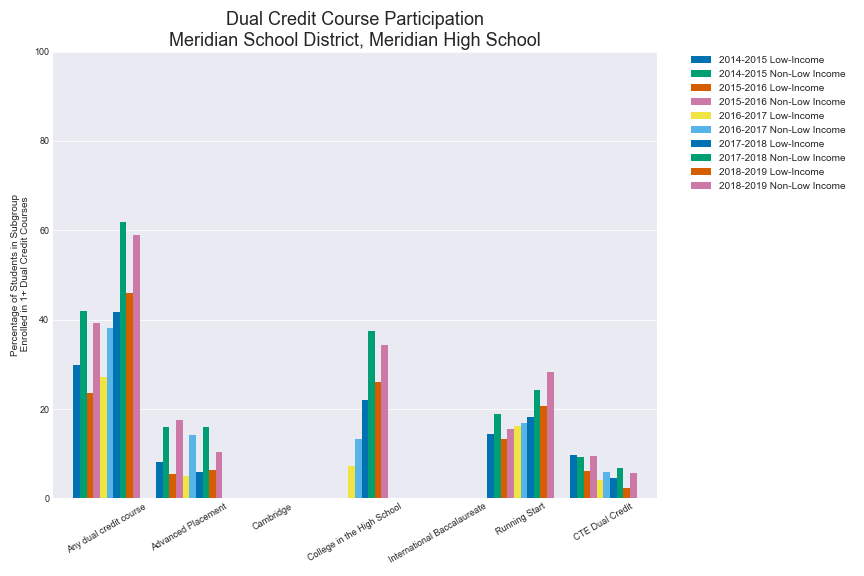 Dual Credit Course Participation
Meridian School District, Meridian High School
Percentage of Students in Subgroup
Enrolled in 1+ Dual Credit Courses
100
80
60
40
20
0
Any dual credit course
Advanced Placement
Cambridge
College in the High School
International Baccalaureate
Running Start
CTE Dual Credit
2014-2015 Low-Income
2014-2015 Non-Low Income
2015-2016 Low-Income
2015-2016 Non-Low Income
2016-2017 Low-Income
2016-2017 Non-Low Income
2017-2018 Low-Income
2017-2018 Non-Low Income
2018-2019 Low-Income
2018-2019 Non-Low Income